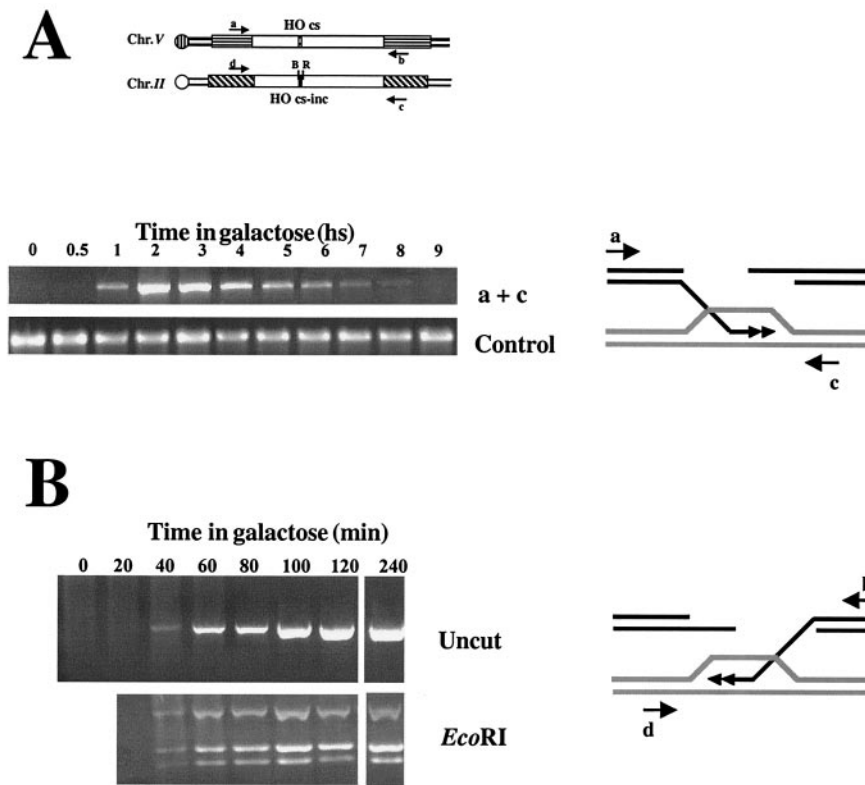 A
a
HO cs
Chr.V
b
d
B R
Chr.II
HO cs-inc
c
Time in galactose (hs)
0 0.5 1 2 3 4 5 6 7 8 9
a + c
Control
a
c
B
Time in galactose (min)
0 20 40 60 80 100 120 240
Uncut
EcoRI
d